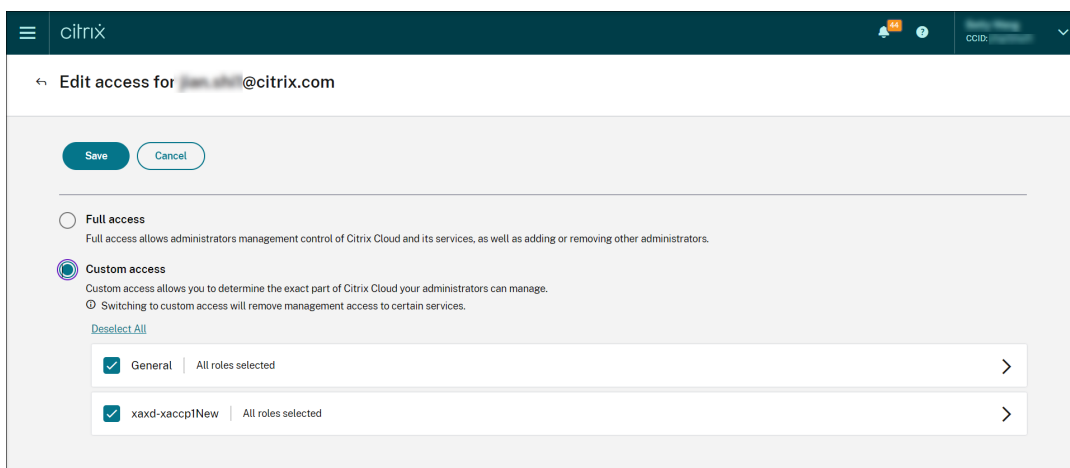 citrix
44
?
CCID:
Edit access for @citrix.com
Save
Cancel
Full access
Full access allows administrators management control of Citrix Cloud and its services, as well as adding or removing other administrators.
Custom access
Custom access allows you to determine the exact part of Citrix Cloud your administrators can manage.
Switching to custom access will remove management access to certain services.
Deselect All
General All roles selected
xaxd-xaccp1New All roles selected